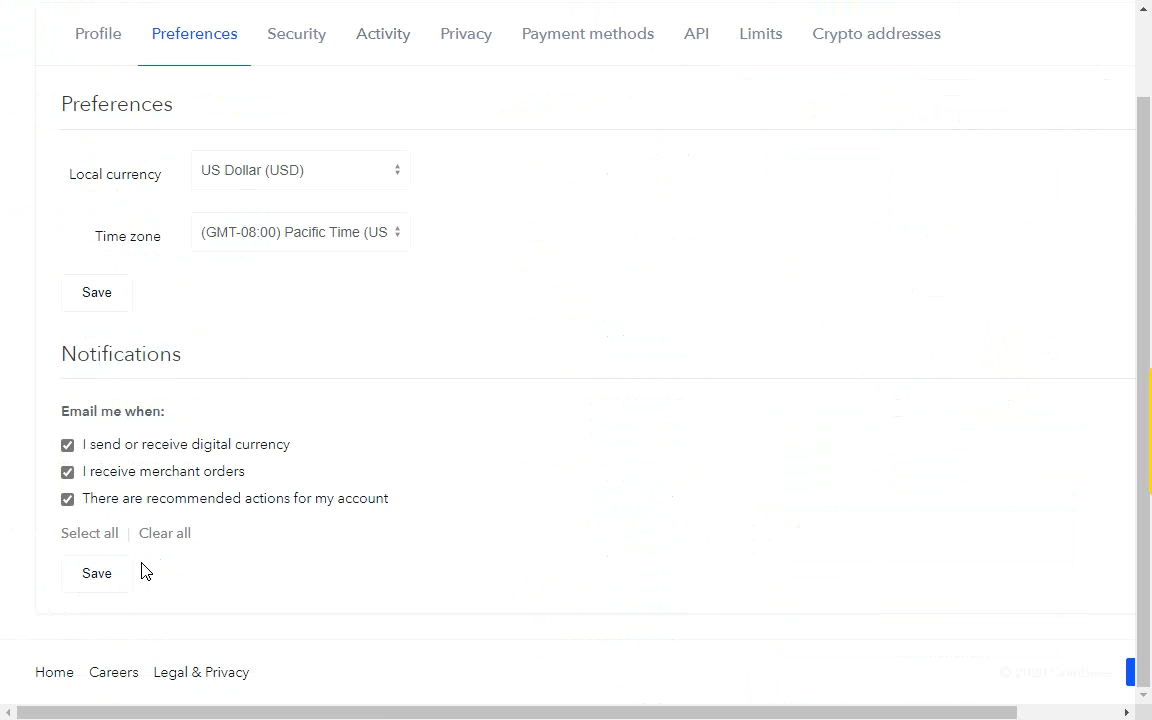 Profile Preferences Security Activity Privacy Payment methods API Limits Crypto addresses
Preferences
Local currency US Dollar (USD)
Time zone (GMT-08:00) Pacific Time (US
Save
Notifications
Email me when:
I send or receive digital currency
I receive merchant orders
There are recommended actions for my account
Select all | Clear all
Save
Home Careers Legal & Privacy